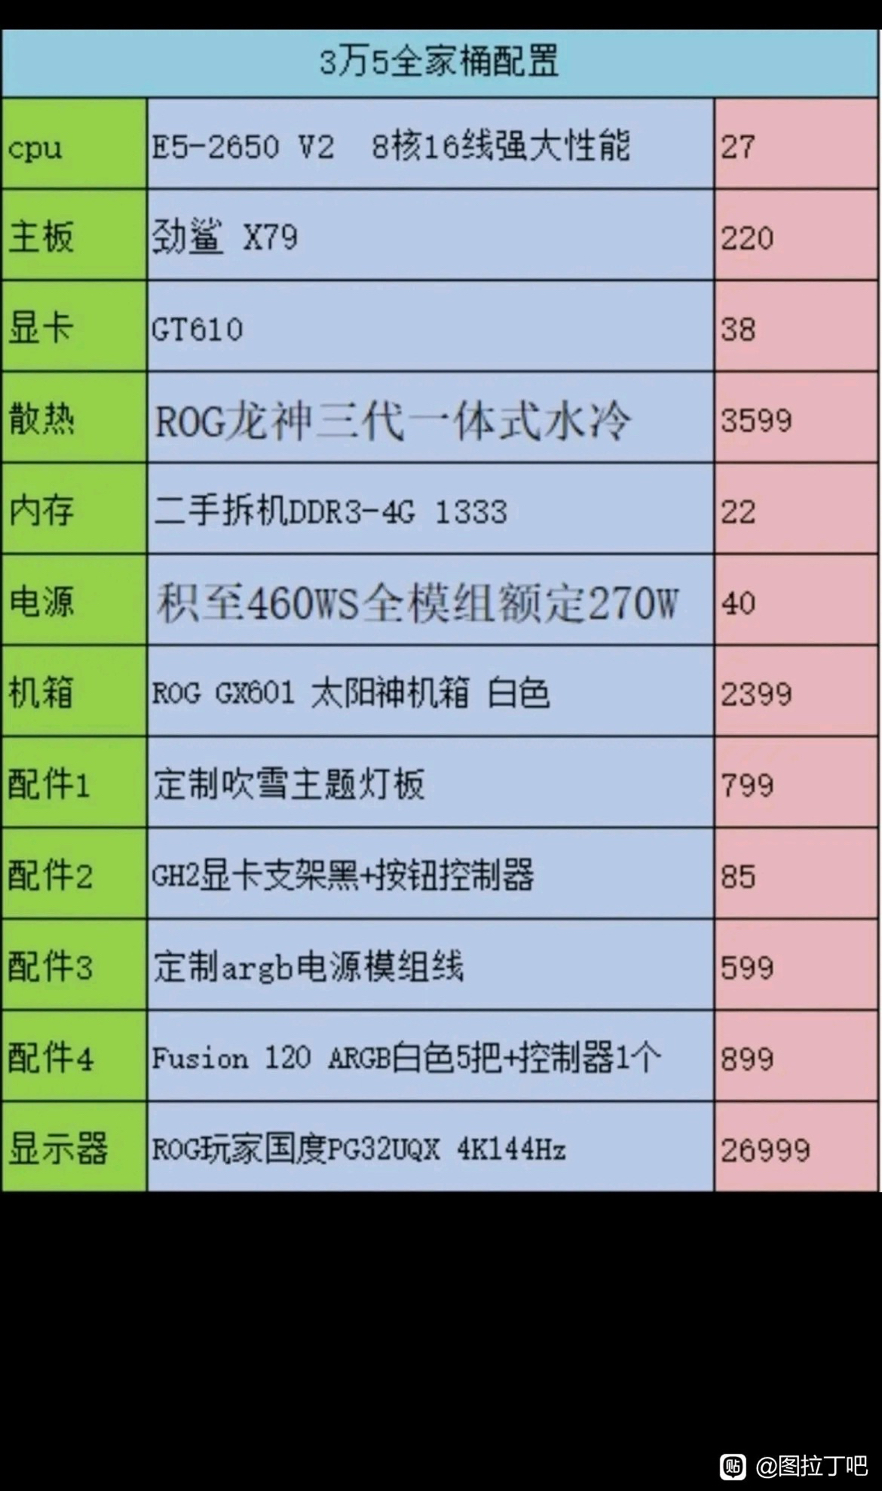 3万5全家桶配置
cpu E5-2650 V2 8核16线强大性能 27
主板 劲鲨 X79 220
显卡 GT610 38
散热 ROG龙神三代一体式水冷 3599
内存 二手拆机DDR3-4G 1333 22
电源 积至460WS全模组额定270W 40
机箱 ROG GX601 太阳神机箱 白色 2399
配件1 定制吹雪主题灯板 799
配件2 GH2显卡支架黑+按钮控制器 85
配件3 定制argb电源模组线 599
配件4 Fusion 120 ARGB白色5把+控制器1个 899
显示器 ROG玩家国度PG32UQX 4K144Hz 26999
贴 @图拉丁吧